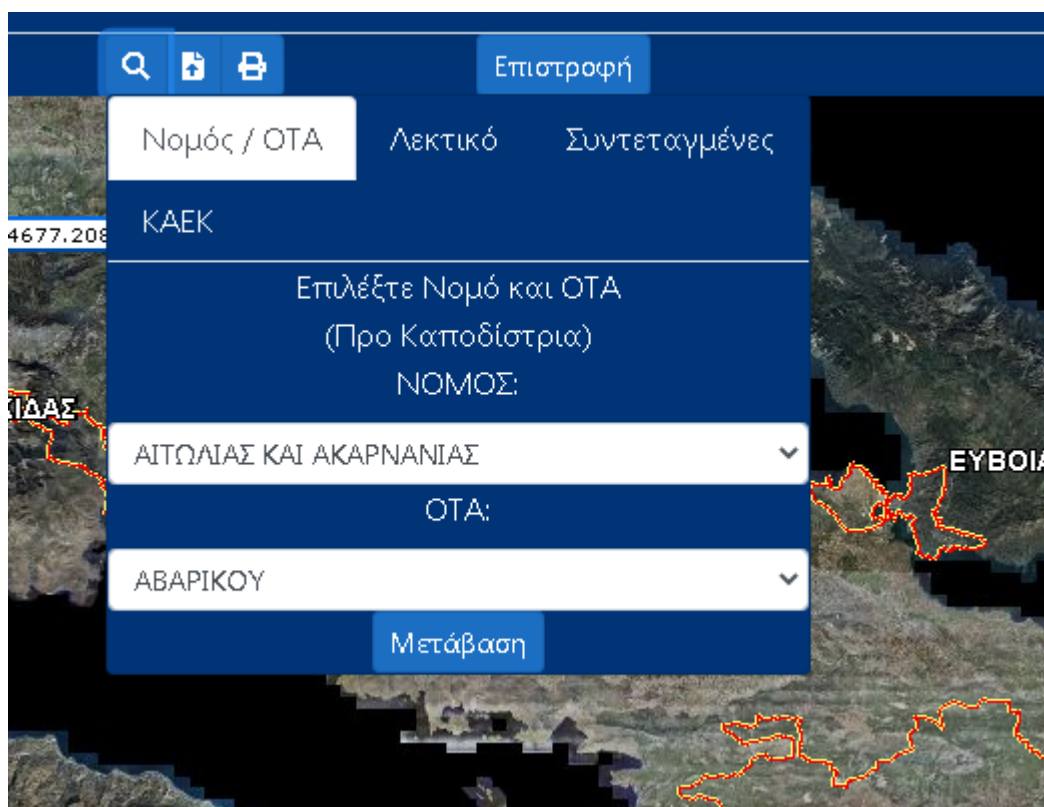 Επιστροφή
Νομός / ΟΤΑ Λεκτικό Συντεταγμένες
ΚΑΕΚ
4677.208
Επιλέξτε Νομό και ΟΤΑ
(Προ Καποδίστρια)
ΝΟΜΟΣ:
ΙΔΑΣ
ΑΙΤΩΛΙΑΣ ΚΑΙ ΑΚΑΡΝΑΝΙΑΣ
ΕΥΒΟΙΑ
ΟΤΑ:
ΑΒΑΡΙΚΟΥ
Μετάβαση